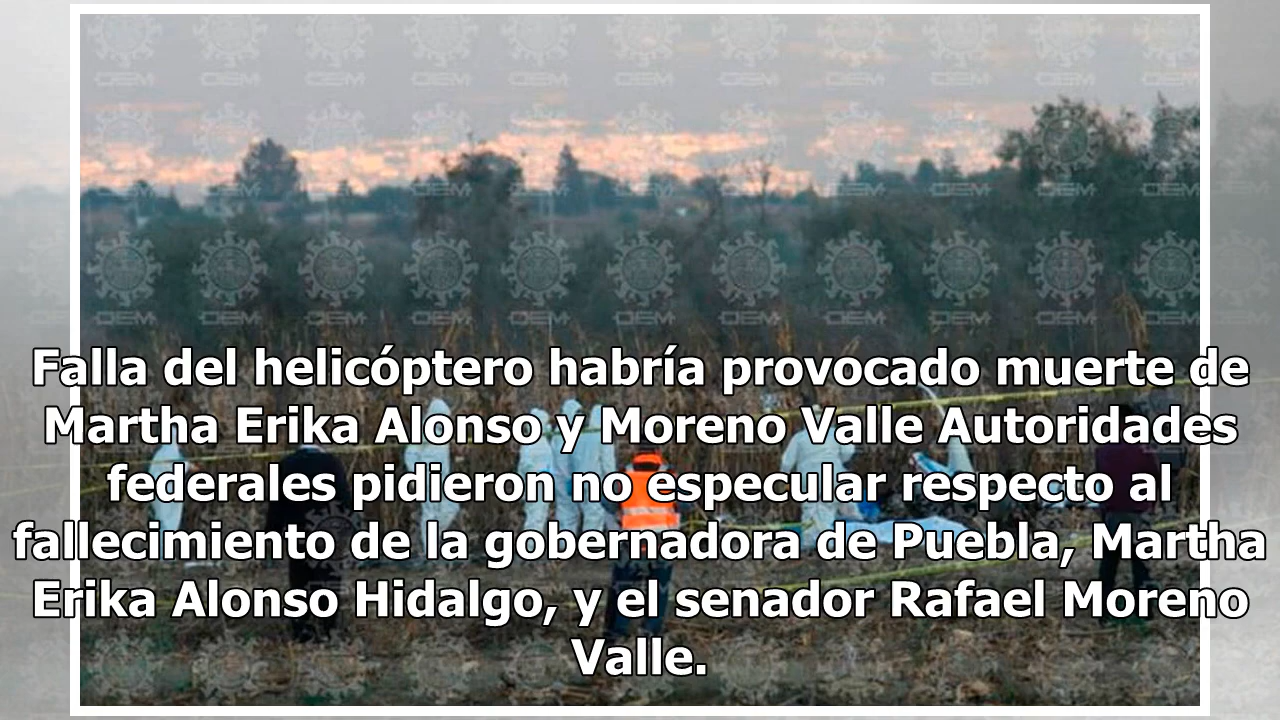 Falla del helicóptero habría provocado muerte de
Martha Erika Alonso y Moreno Valle Autoridades
federales pidieron no especular respecto al
fallecimiento de la gobernadora de Puebla, Martha
Erika Alonso Hidalgo, y el senador Rafael Moreno
Valle.
OEM